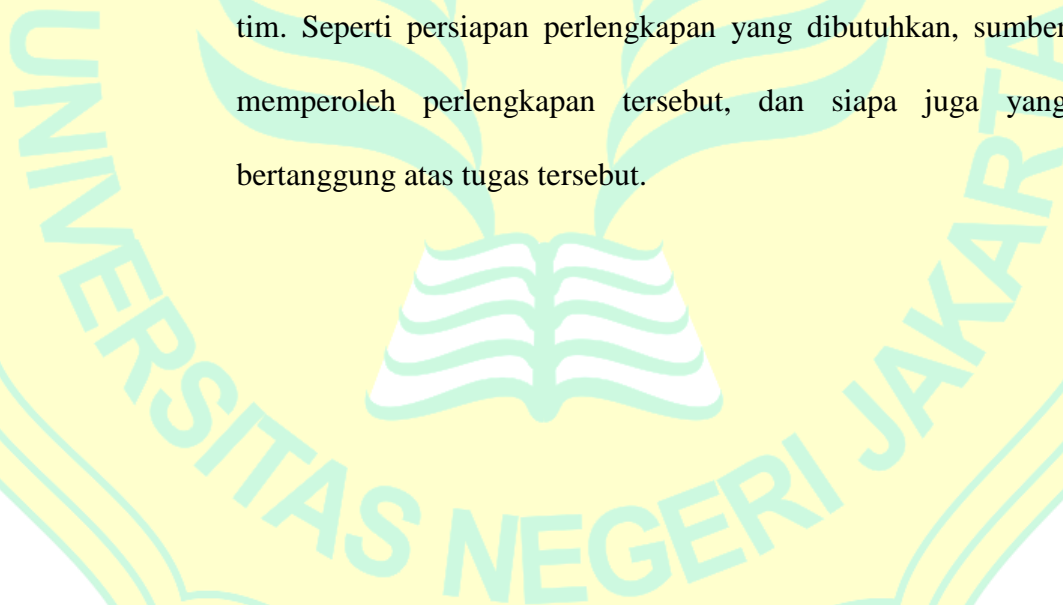 tim. Seperti persiapan perlengkapan yang dibutuhkan, sumber
memperoleh perlengkapan tersebut, dan siapa juga yang
bertanggung atas tugas tersebut.
UNIVERSITAS NEGERI JAKARTA